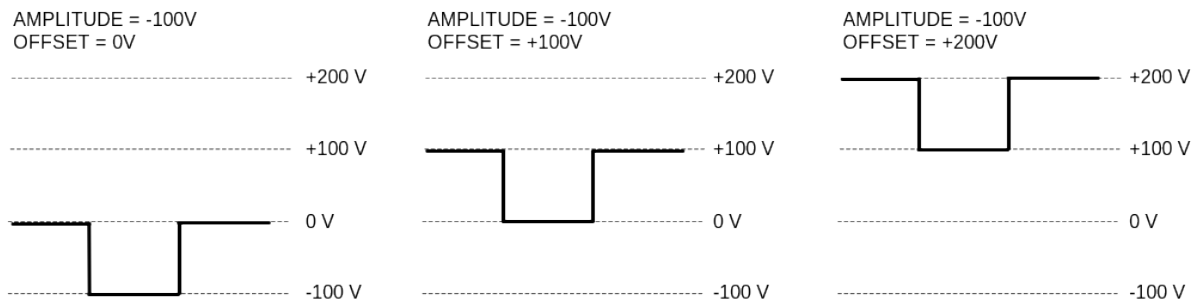 AMPLITUDE = -100V
OFFSET = 0V
+200 V
+100 V
0 V
-100 V
AMPLITUDE = -100V
OFFSET = +100V
+200 V
+100 V
0 V
-100 V
AMPLITUDE = -100V
OFFSET = +200V
+200 V
+100 V
0 V
-100 V